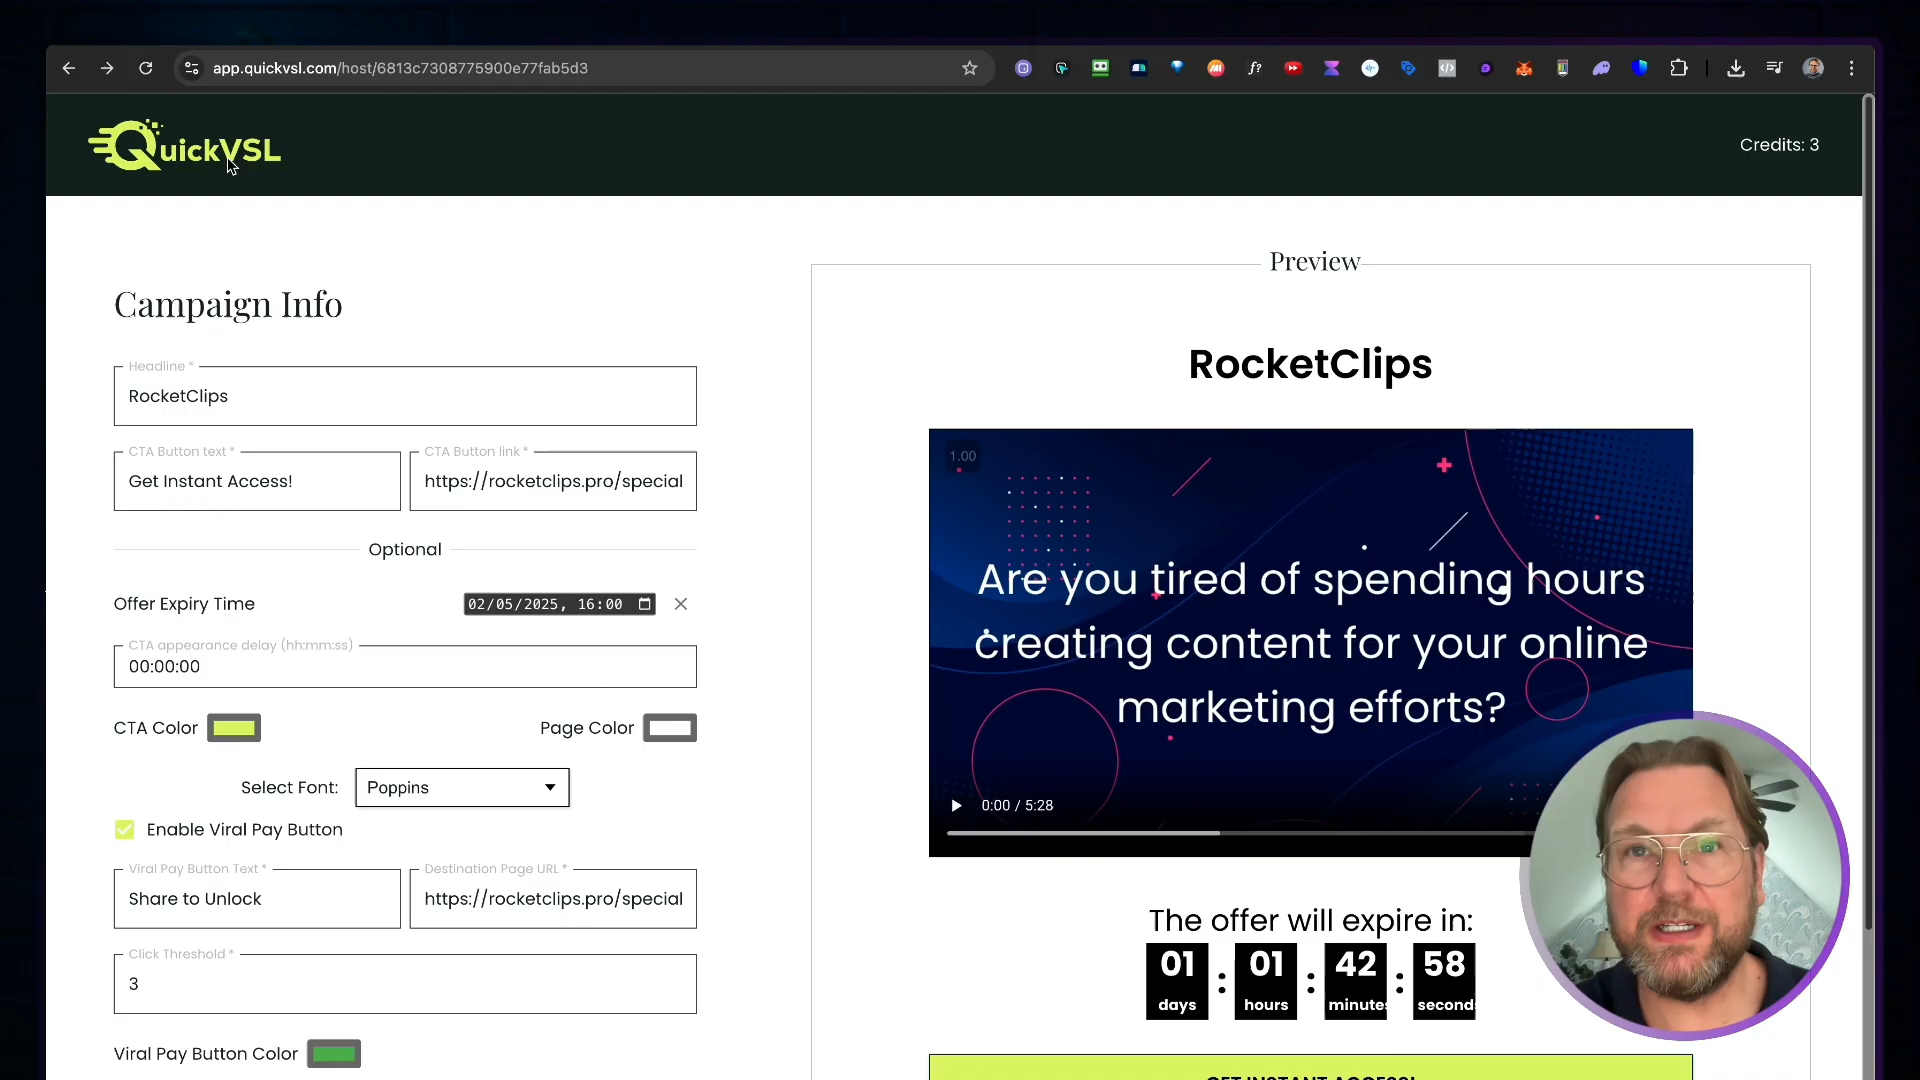 app.quickvsl.com/host/6813c7308775900e77fab5d3
QuickVSL
Credits: 3
Campaign Info
Headline *
RocketClips
CTA Button text *
Get Instant Access!
CTA Button link *
https://rocketclips.pro/special
Optional
Offer Expiry Time
02/05/2025, 16:00
CTA appearance delay (hh:mm:ss)
00:00:00
CTA Color
Page Color
Select Font:
Poppins
Enable Viral Pay Button
Viral Pay Button Text *
Share to Unlock
Destination Page URL *
https://rocketclips.pro/special
Click Threshold *
3
Viral Pay Button Color
Preview
RocketClips
1.00
Are you tired of spending hours
creating content for your online
marketing efforts?
0:00 / 5:28
The offer will expire in:
01 : 01 : 42 : 58
days hours minutes second
GET INSTANT ACCESS!